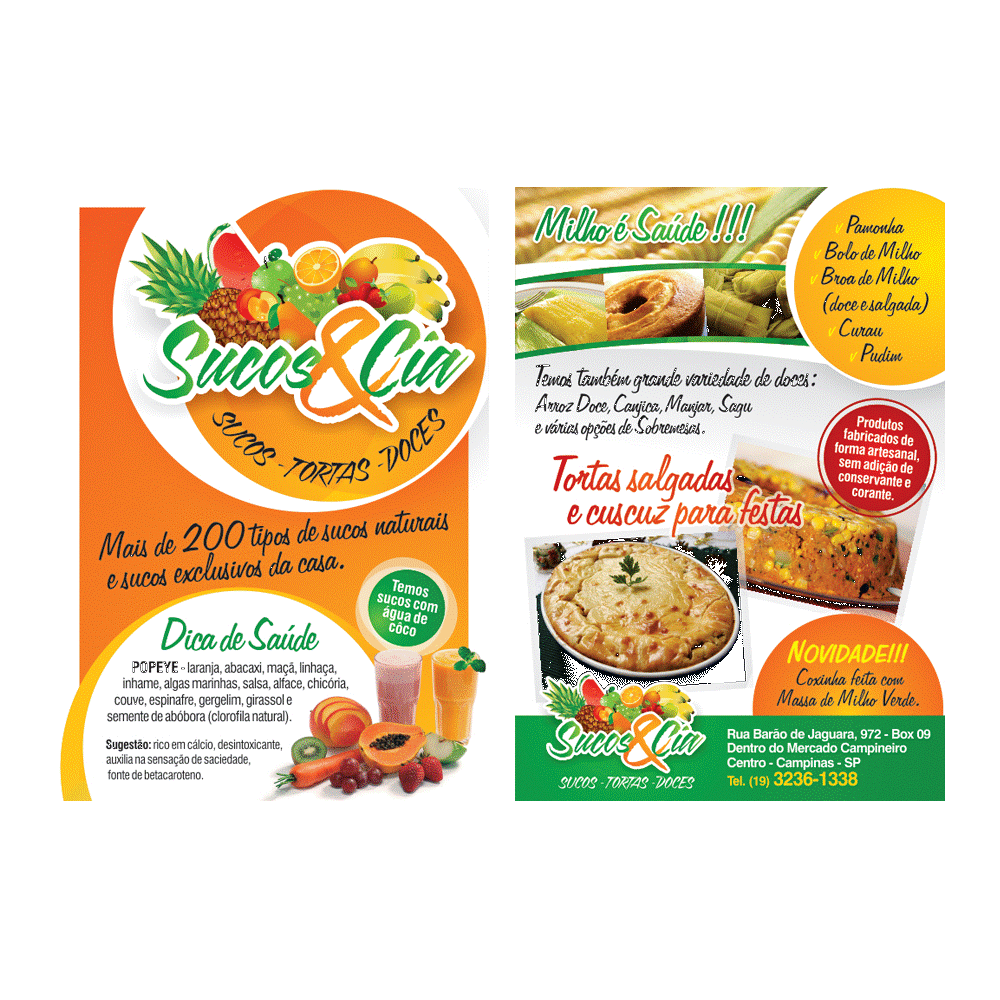 Sucos&Cia
SUCOS - TORTAS - DOCES
Mais de 200 tipos de sucos naturais
e sucos exclusivos da casa.
Temos
sucos com
água de
côco
Dica de Saúde
POPEYE - laranja, abacaxi, maçã, linhaça,
inhame, algas marinhas, salsa, alface, chicória,
couve, espinafre, gergelim, girassol e
semente de abóbora (clorofila natural).
Sugestão: rico em cálcio, desintoxicante,
auxilia na sensação de saciedade,
fonte de betacaroteno.
Milho é Saúde !!!
Pamonha
Bolo de Milho
Broa de Milho
(doce e salgada)
Curau
Pudim
Temos também grande variedade de doces:
Arroz Doce, Canjica, Manjar, Sagu
e várias opções de Sobremesas.
Produtos
fabricados de
forma artesanal,
sem adição de
conservante e
corante.
Tortas salgadas
e cuscuz para festas
NOVIDADE!!!
Coxinha feita com
Massa de Milho Verde.
Sucos&Cia
SUCOS - TORTAS - DOCES
Rua Barão de Jaguara, 972 - Box 09
Dentro do Mercado Campineiro
Centro - Campinas - SP
Tel. (19) 3236-1338